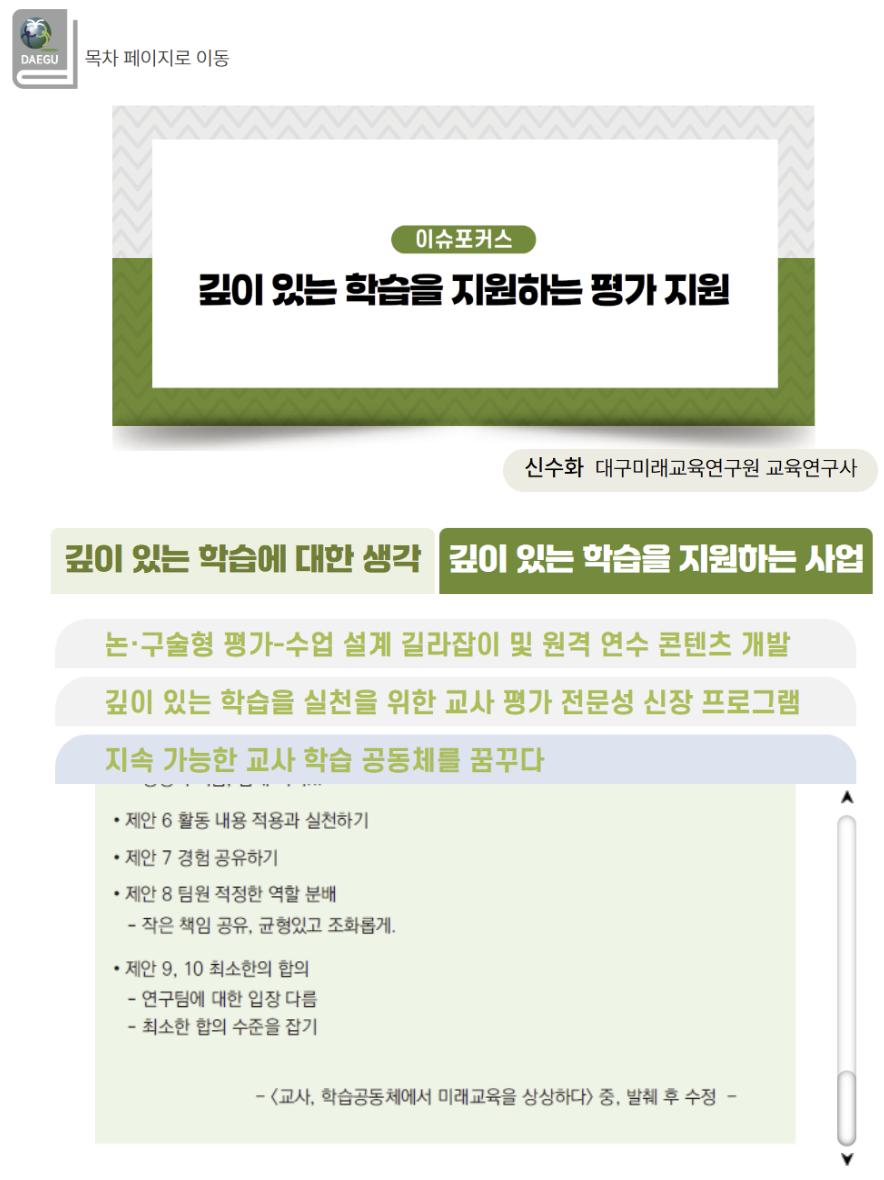 DAEGU
목차 페이지로 이동
이슈포커스
깊이 있는 학습을 지원하는 평가 지원
신수화 대구미래교육연구원 교육연구사
깊이 있는 학습에 대한 생각
깊이 있는 학습을 지원하는 사업
논·구술형 평가-수업 설계 길라잡이 및 원격 연수 콘텐츠 개발
깊이 있는 학습을 실천을 위한 교사 평가 전문성 신장 프로그램
지속 가능한 교사 학습 공동체를 꿈꾸다
• 제안 6 활동 내용 적용과 실천하기
• 제안 7 경험 공유하기
• 제안 8 팀원 적정한 역할 분배
- 작은 책임 공유, 균형있고 조화롭게.
• 제안 9, 10 최소한의 합의
- 연구팀에 대한 입장 다름
- 최소한 합의 수준을 잡기
- 〈교사, 학습공동체에서 미래교육을 상상하다〉 중, 발췌 후 수정 -